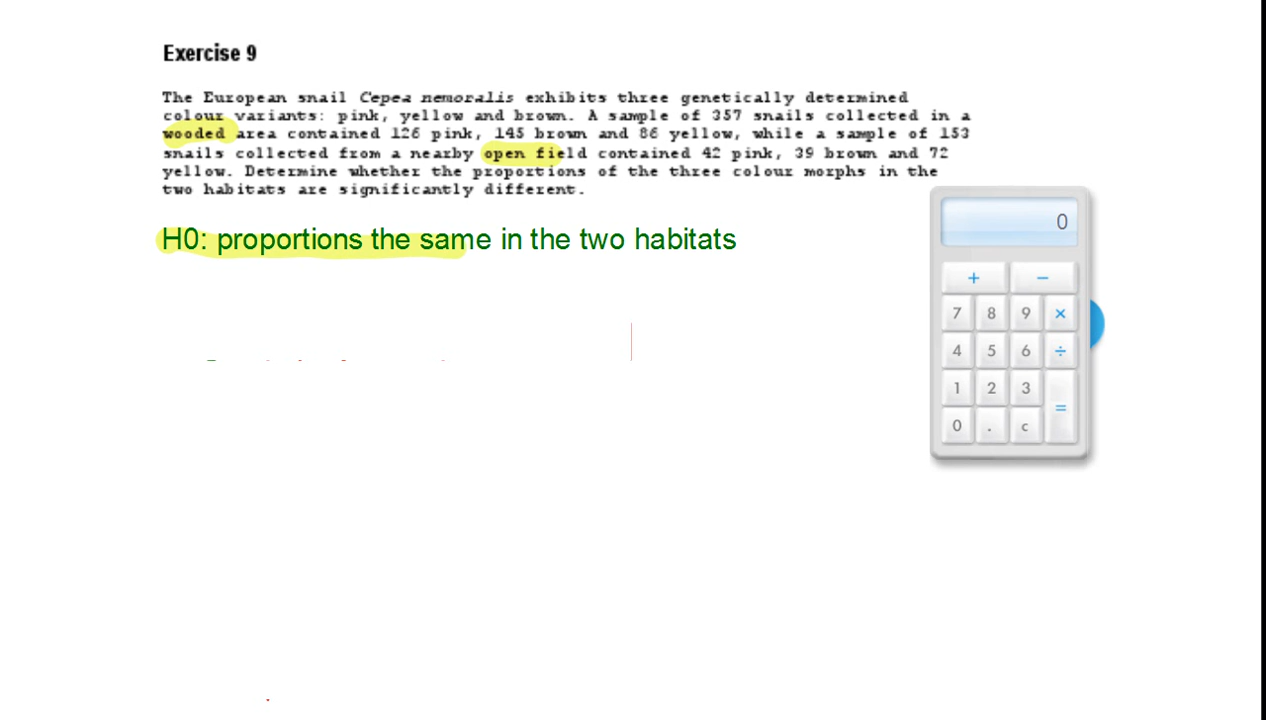 Exercise 9
The European snail Cepea nemoralis exhibits three genetically determined
colour variants: pink, yellow and brown. A sample of 357 snails collected in a
wooded area contained 126 pink, 145 brown and 86 yellow, while a sample of 153
snails collected from a nearby open field contained 42 pink, 39 brown and 72
yellow. Determine whether the proportions of the three colour morphs in the
two habitats are significantly different.
H0: proportions the same in the two habitats
0
+ −
7 8 9 ×
4 5 6 ÷
1 2 3
=
0 . c